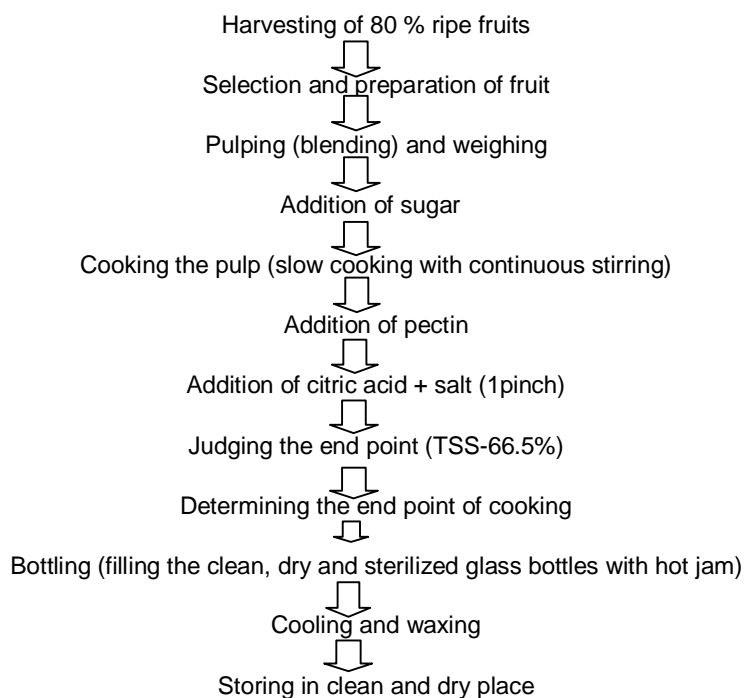 Harvesting of 80 % ripe fruits
Selection and preparation of fruit
Pulping (blending) and weighing
Addition of sugar
Cooking the pulp (slow cooking with continuous stirring)
Addition of pectin
Addition of citric acid + salt (1pinch)
Judging the end point (TSS-66.5%)
Determining the end point of cooking
Bottling (filling the clean, dry and sterilized glass bottles with hot jam)
Cooling and waxing
Storing in clean and dry place